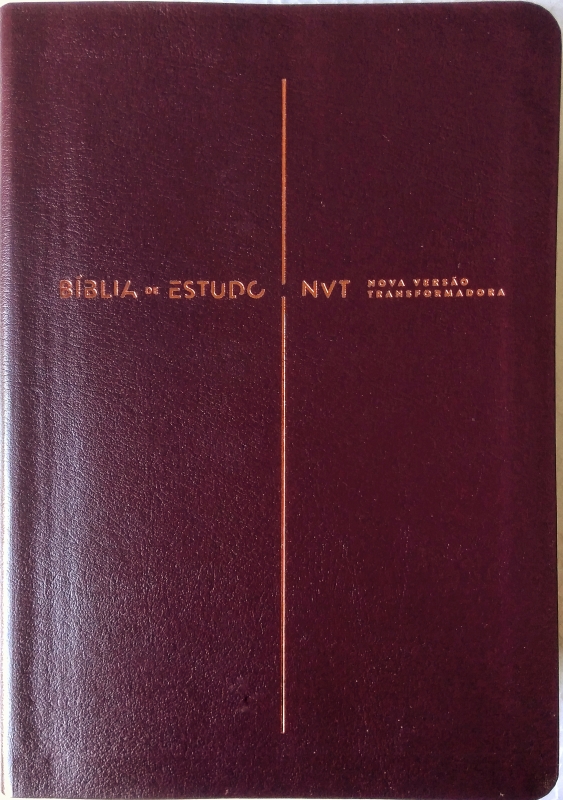 BÍBLIA DE ESTUDO NVT NOVA VERSÃO
TRANSFORMADORA